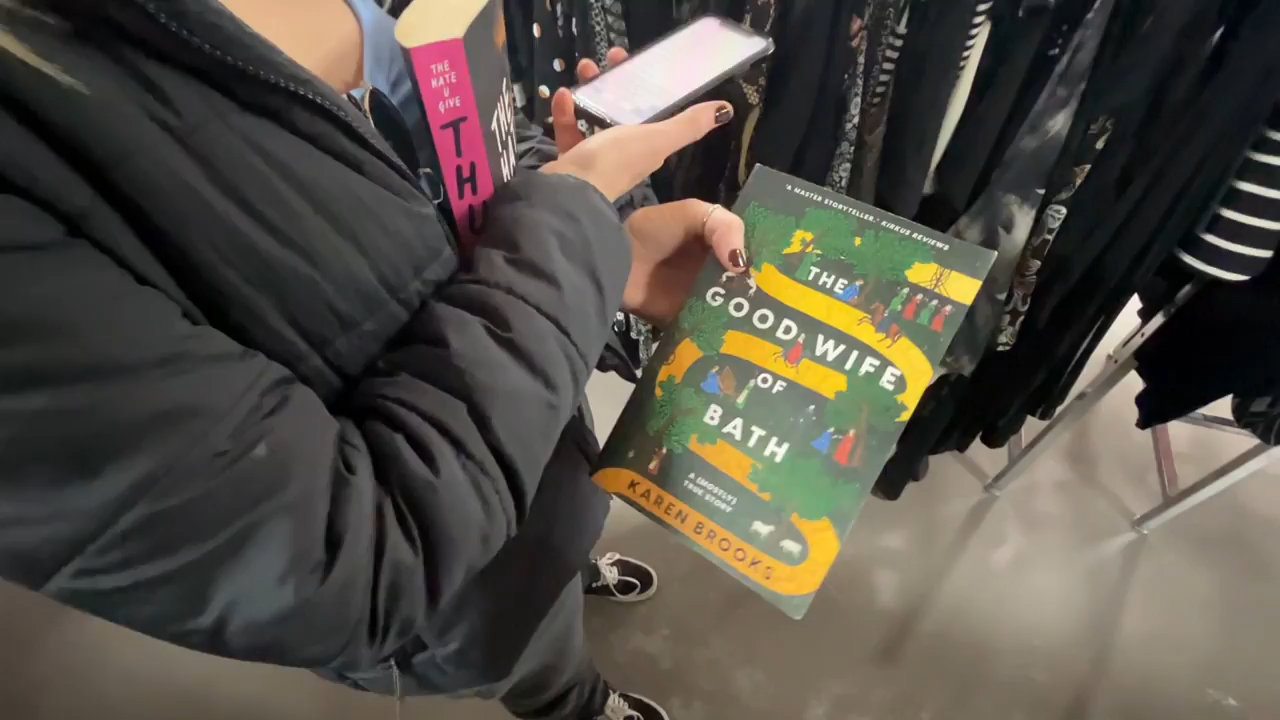 THE
HATE
U
GIVE
THU
THE
HA
'A MASTER STORYTELLER.' KIRKUS REVIEWS
THE
GOOD WIFE
OF
BATH
A (MOSTLY)
TRUE STORY
KAREN BROOKS